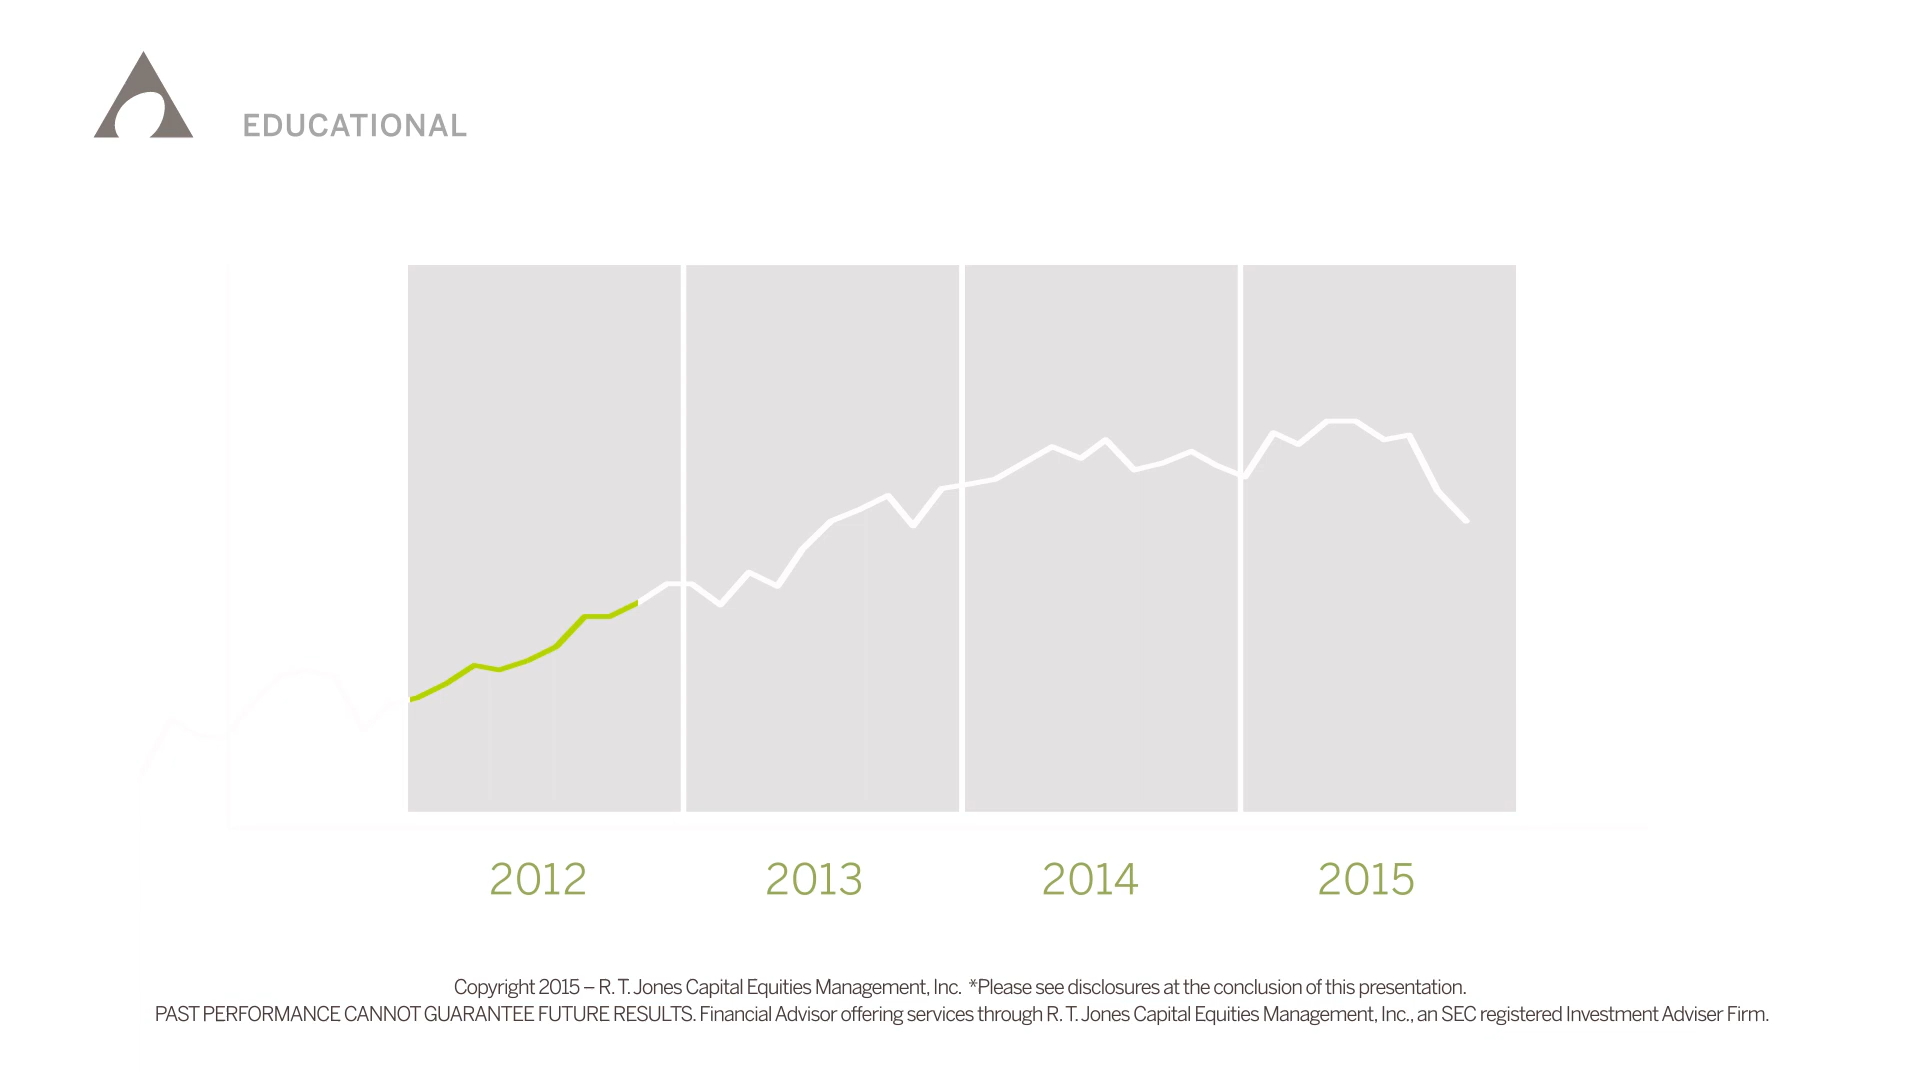 EDUCATIONAL
2012 2013 2014 2015
Copyright 2015 – R. T. Jones Capital Equities Management, Inc. *Please see disclosures at the conclusion of this presentation.
PAST PERFORMANCE CANNOT GUARANTEE FUTURE RESULTS. Financial Advisor offering services through R. T. Jones Capital Equities Management, Inc., an SEC registered Investment Adviser Firm.